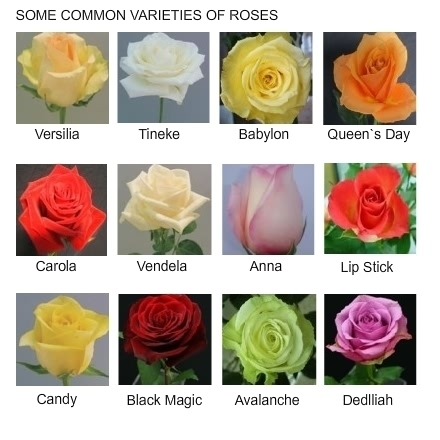 SOME COMMON VARIETIES OF ROSES
Versilia Tineke Babylon Queen`s Day
Carola Vendela Anna Lip Stick
Candy Black Magic Avalanche Dedlliah